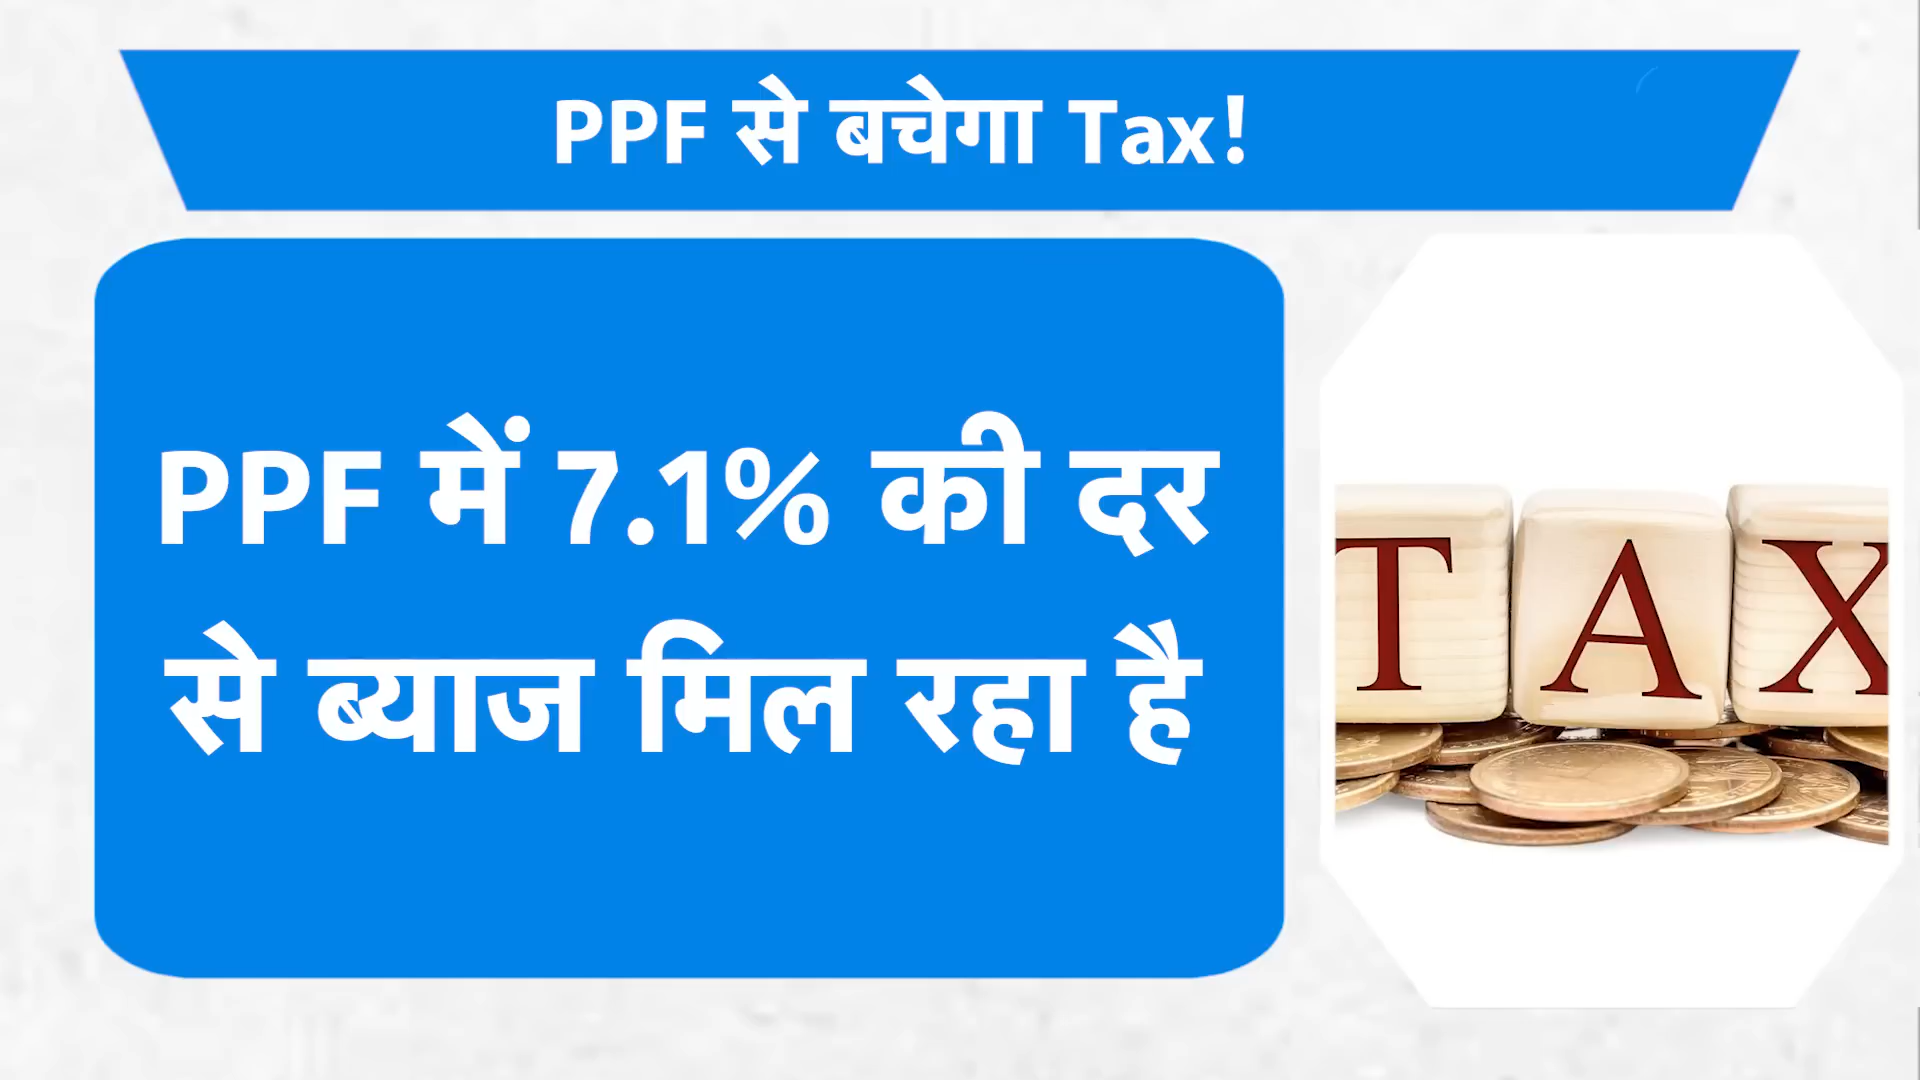 PPF से बचेगा Tax!
PPF में 7.1% की दर
से ब्याज मिल रहा है
TAX